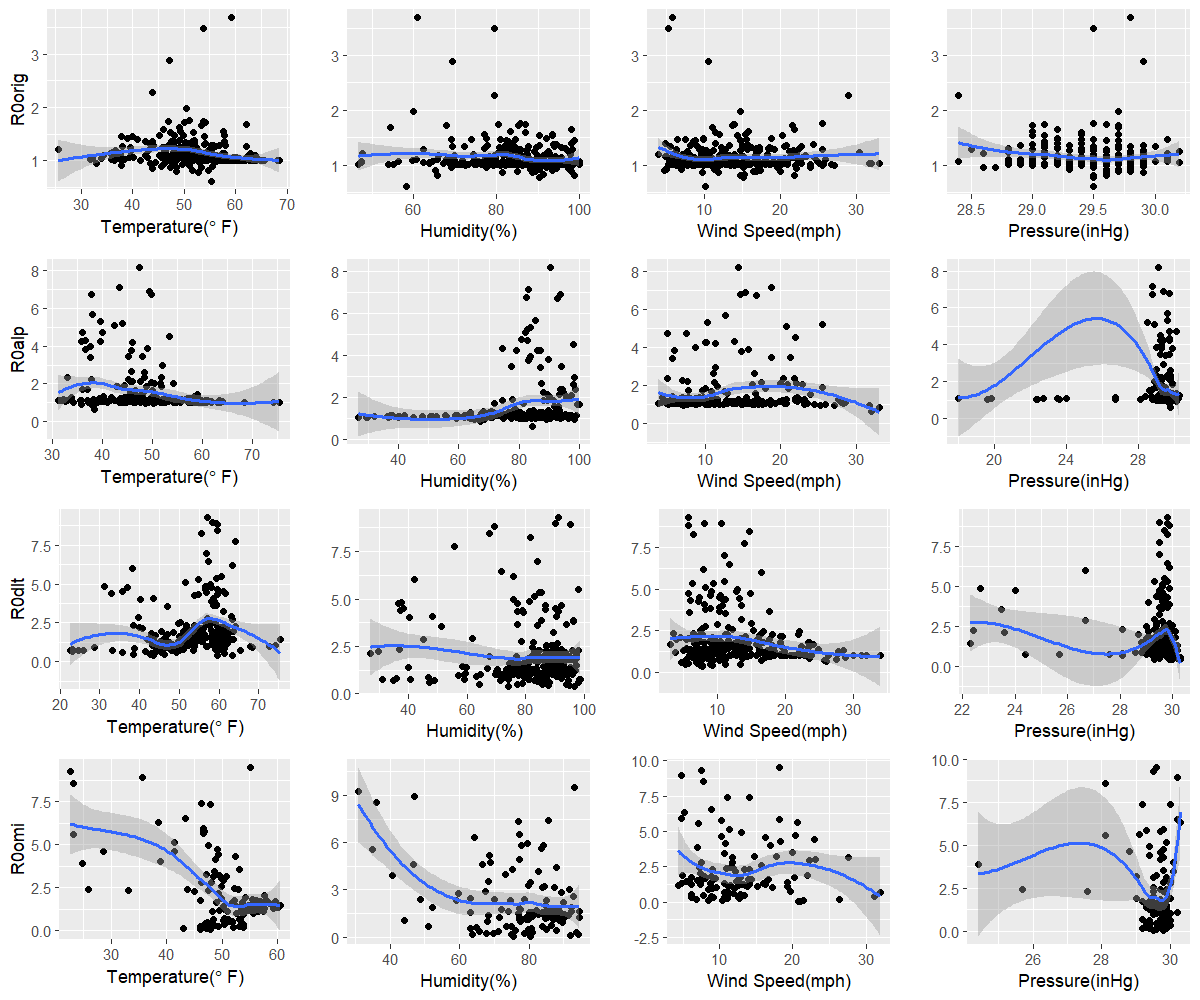 R0orig
3
2
1
30 40 50 60 70
Temperature(° F)
3
2
1
60 80 100
Humidity(%)
3
2
1
10 20 30
Wind Speed(mph)
3
2
1
28.5 29.0 29.5 30.0
Pressure(inHg)
R0alp
8
6
4
2
0
30 40 50 60 70
Temperature(° F)
8
6
4
2
0
40 60 80 100
Humidity(%)
8
6
4
2
0
10 20 30
Wind Speed(mph)
8
6
4
2
0
20 24 28
Pressure(inHg)
R0dlt
7.5
5.0
2.5
0.0
20 30 40 50 60 70
Temperature(° F)
7.5
5.0
2.5
0.0
40 60 80 100
Humidity(%)
7.5
5.0
2.5
0.0
10 20 30
Wind Speed(mph)
7.5
5.0
2.5
0.0
22 24 26 28 30
Pressure(inHg)
R0omi
7.5
5.0
2.5
0.0
30 40 50 60
Temperature(° F)
9
6
3
0
40 60 80
Humidity(%)
10.0
7.5
5.0
2.5
0.0
-2.5
10 20 30
Wind Speed(mph)
10.0
7.5
5.0
2.5
0.0
26 28 30
Pressure(inHg)